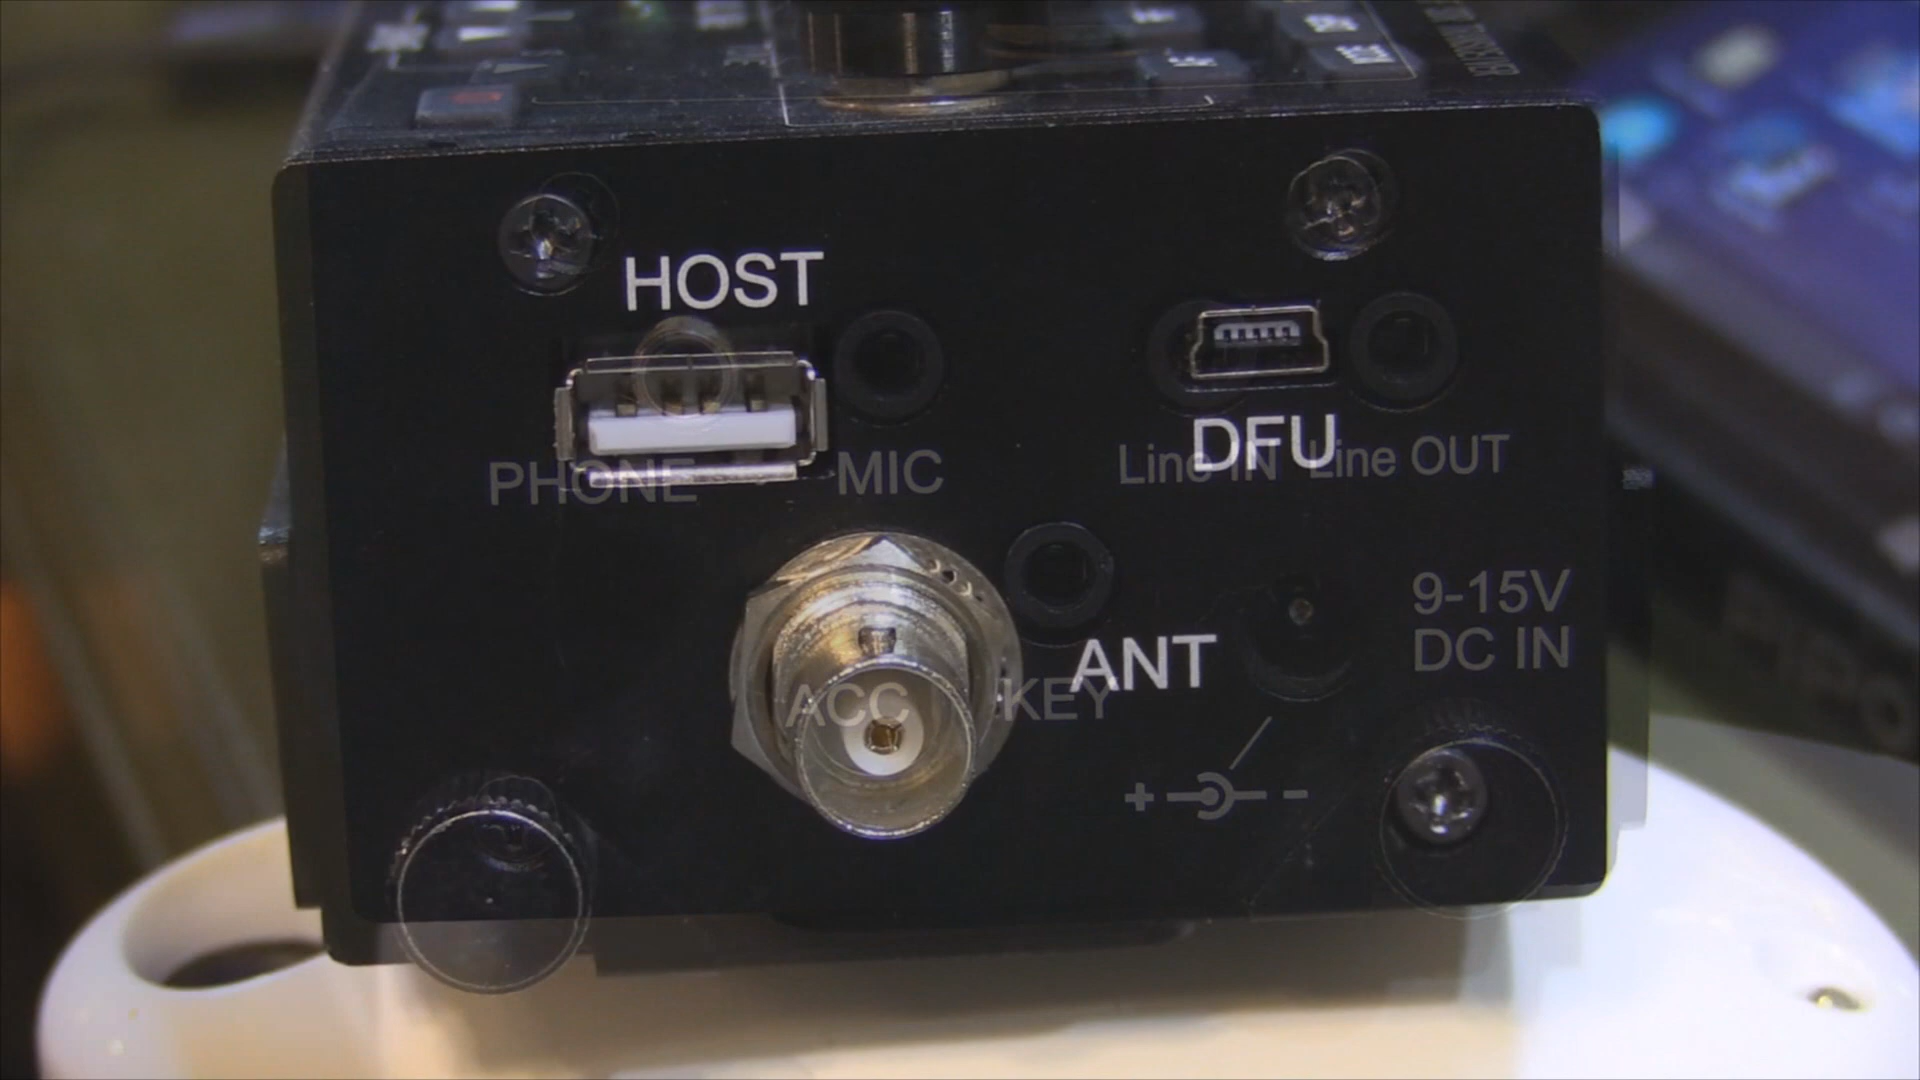 HOST
PHONE
MIC
Line IN
DFU
Line OUT
9-15V
DC IN
ANT
ACC
KEY
+ -